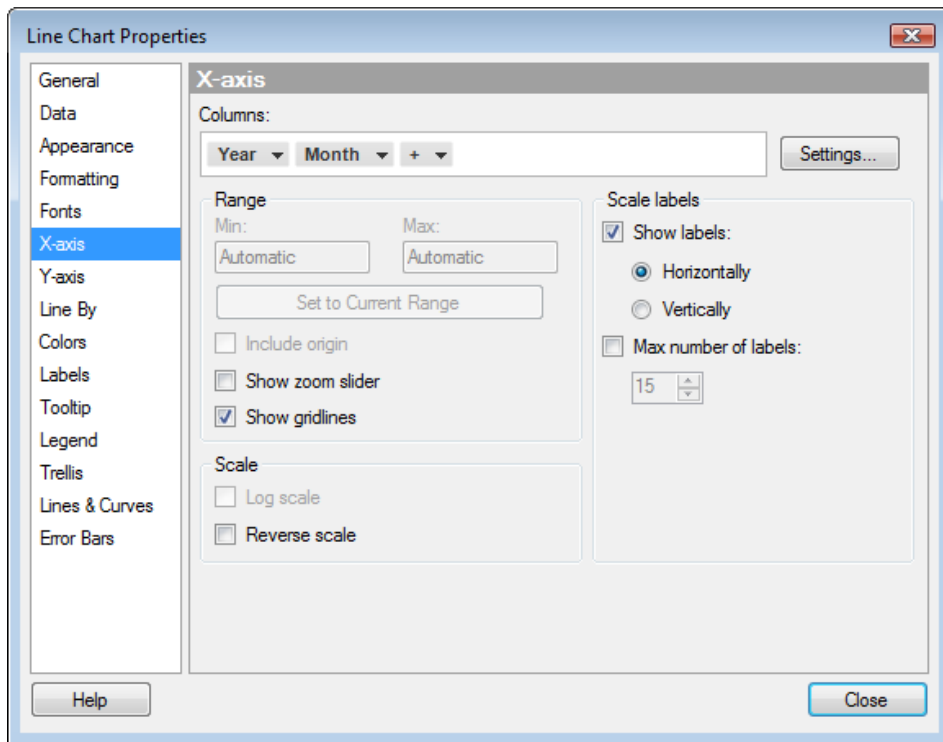 Line Chart Properties
General
Data
Appearance
Formatting
Fonts
X-axis
Y-axis
Line By
Colors
Labels
Tooltip
Legend
Trellis
Lines & Curves
Error Bars
X-axis
Columns:
Year Month +
Settings...
Range
Min: Max:
Automatic Automatic
Set to Current Range
Include origin
Show zoom slider
Show gridlines
Scale
Log scale
Reverse scale
Scale labels
Show labels:
Horizontally
Vertically
Max number of labels:
15
Help
Close